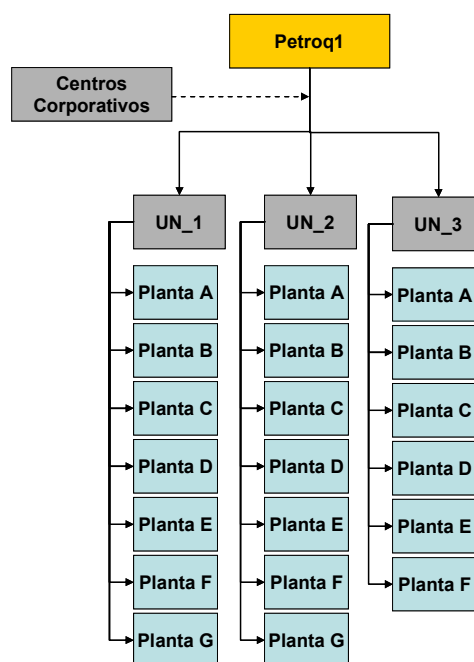 Petroq1
Centros
Corporativos
UN_1
UN_2
UN_3
Planta A
Planta A
Planta A
Planta B
Planta B
Planta B
Planta C
Planta C
Planta C
Planta D
Planta D
Planta D
Planta E
Planta E
Planta E
Planta F
Planta F
Planta F
Planta G
Planta G